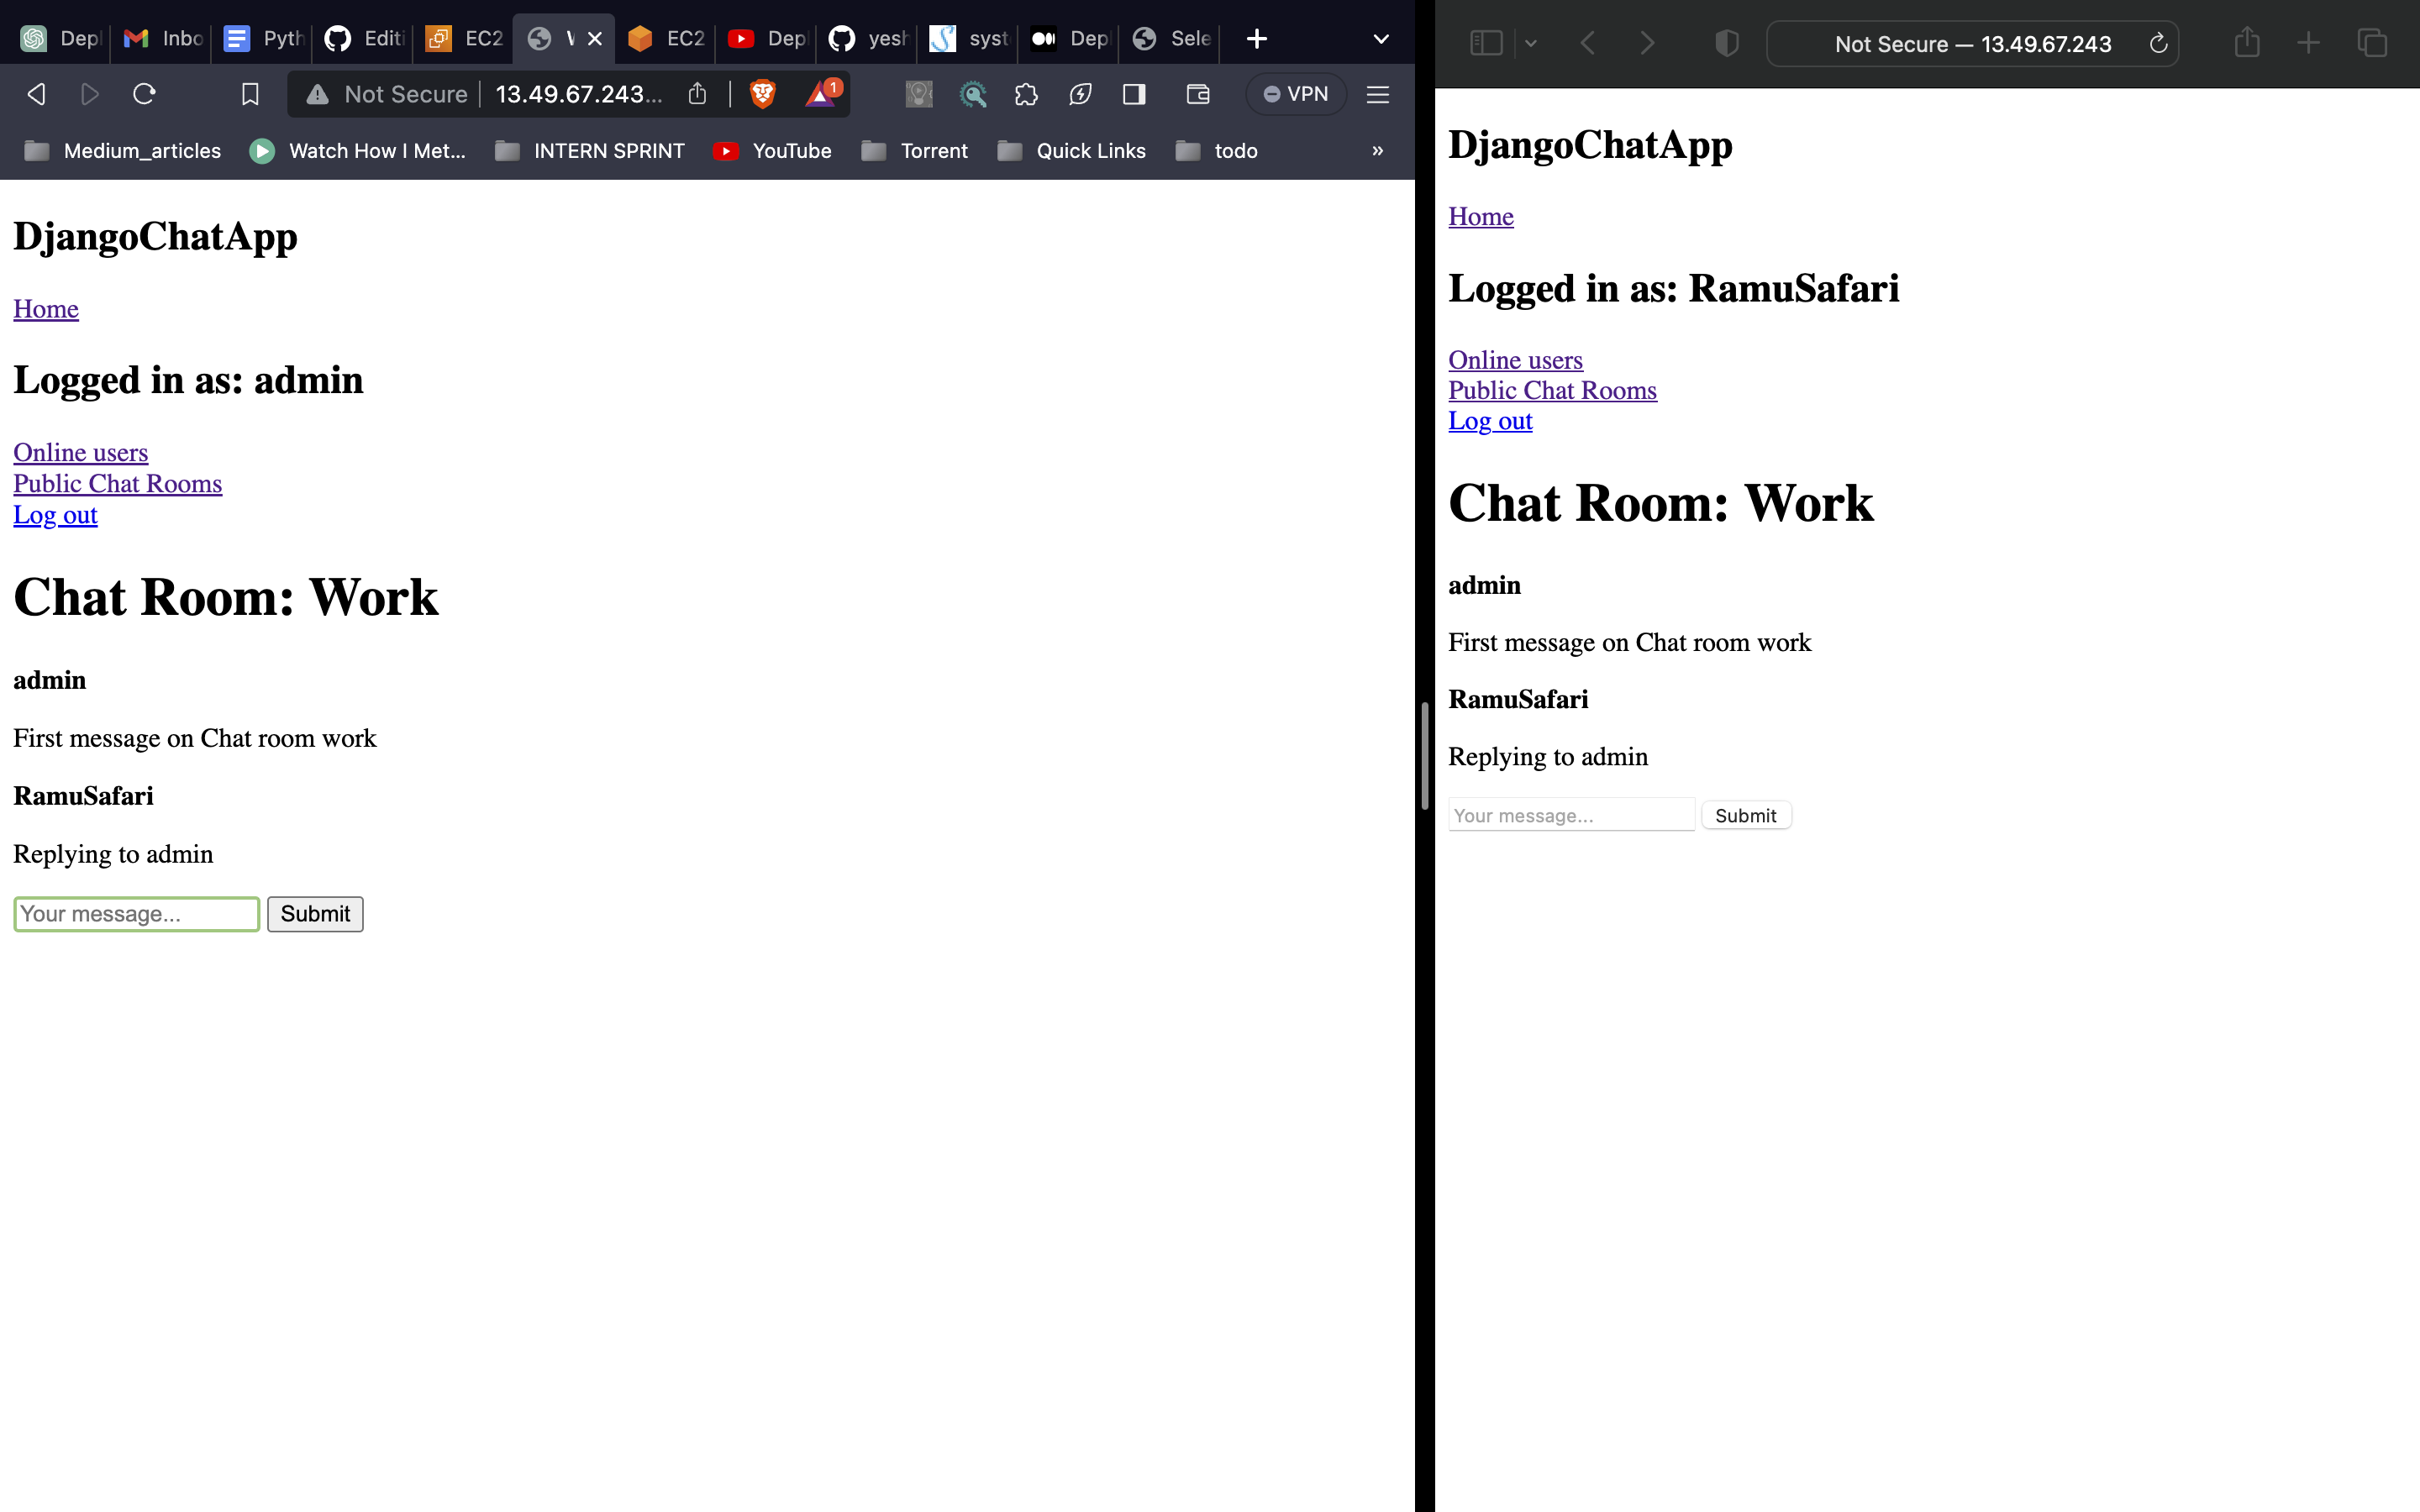 Depl
Inbo
Pyth
Editi
EC2
EC2
Depl
yesh
syst
Dep
Sele
Not Secure
13.49.67.243...
1
VPN
Medium_articles
Watch How I Met...
INTERN SPRINT
YouTube
Torrent
Quick Links
todo
»
DjangoChatApp
Home
Logged in as: admin
Online users
Public Chat Rooms
Log out
Chat Room: Work
admin
First message on Chat room work
RamuSafari
Replying to admin
Your message...
Submit
Not Secure — 13.49.67.243
DjangoChatApp
Home
Logged in as: RamuSafari
Online users
Public Chat Rooms
Log out
Chat Room: Work
admin
First message on Chat room work
RamuSafari
Replying to admin
Your message...
Submit